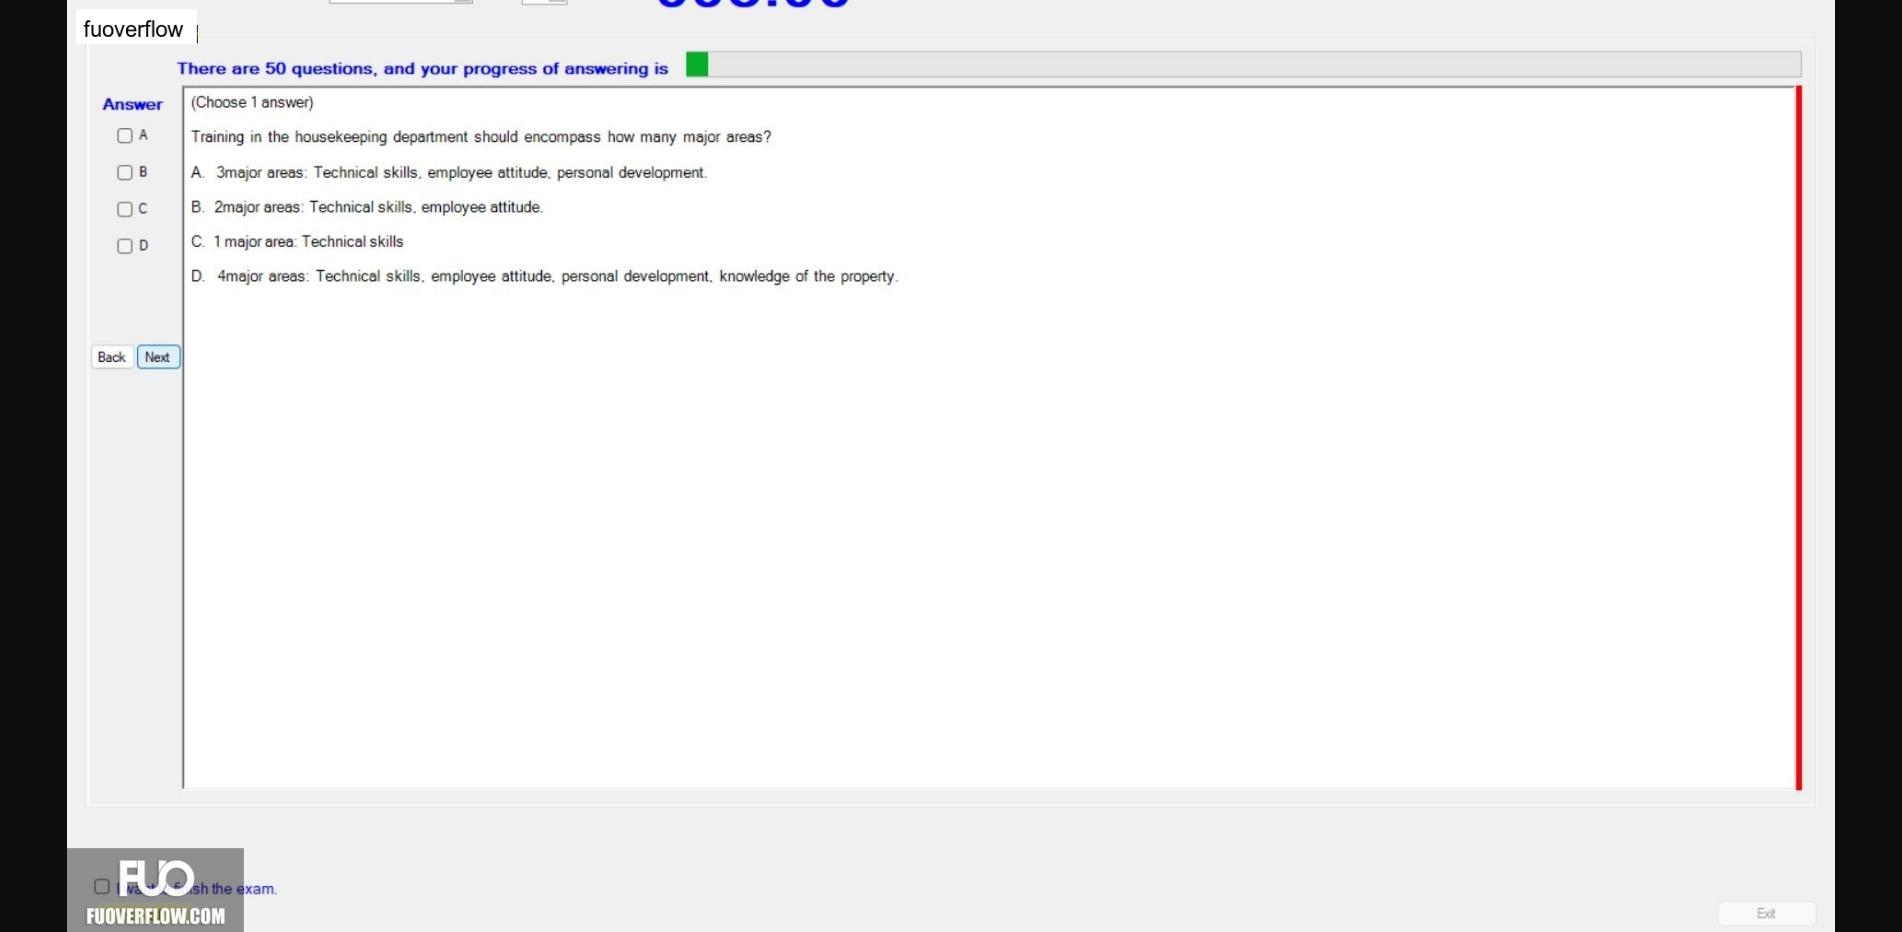 fuoverflow
There are 50 questions, and your progress of answering is
Answer
(Choose 1 answer)
A
Training in the housekeeping department should encompass how many major areas?
B
A. 3major areas: Technical skills, employee attitude, personal development.
C
B. 2major areas: Technical skills, employee attitude.
D
C. 1 major area: Technical skills
D. 4major areas: Technical skills, employee attitude, personal development, knowledge of the property.
Back Next
FUO
I want finish the exam.
FUOVERFLOW.COM
Exit